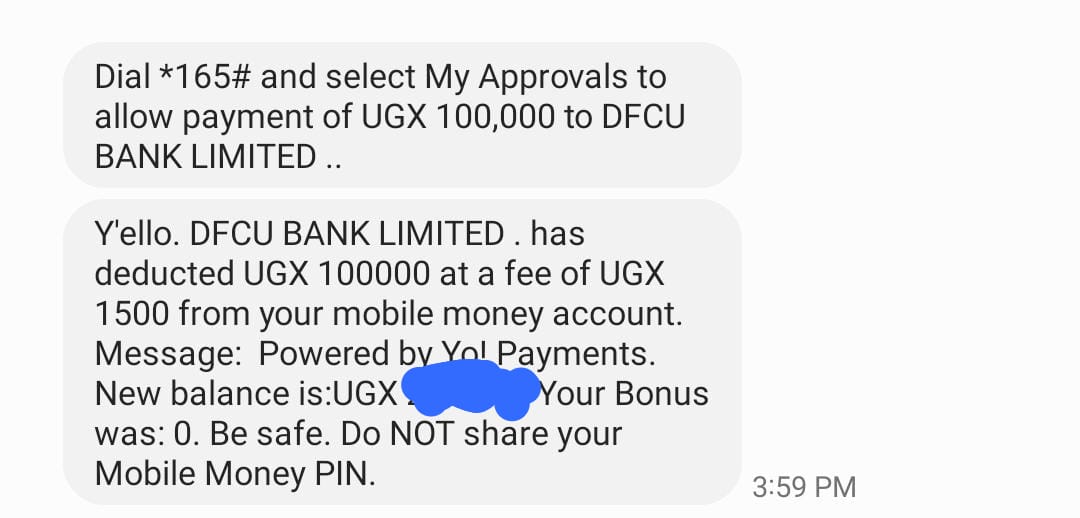 Dial *165# and select My Approvals to
allow payment of UGX 100,000 to DFCU
BANK LIMITED ..
Y'ello. DFCU BANK LIMITED . has
deducted UGX 100000 at a fee of UGX
1500 from your mobile money account.
Message:  Powered by Yo! Payments.
New balance is:UGX Your Bonus
was: 0. Be safe. Do NOT share your
Mobile Money PIN.
3:59 PM